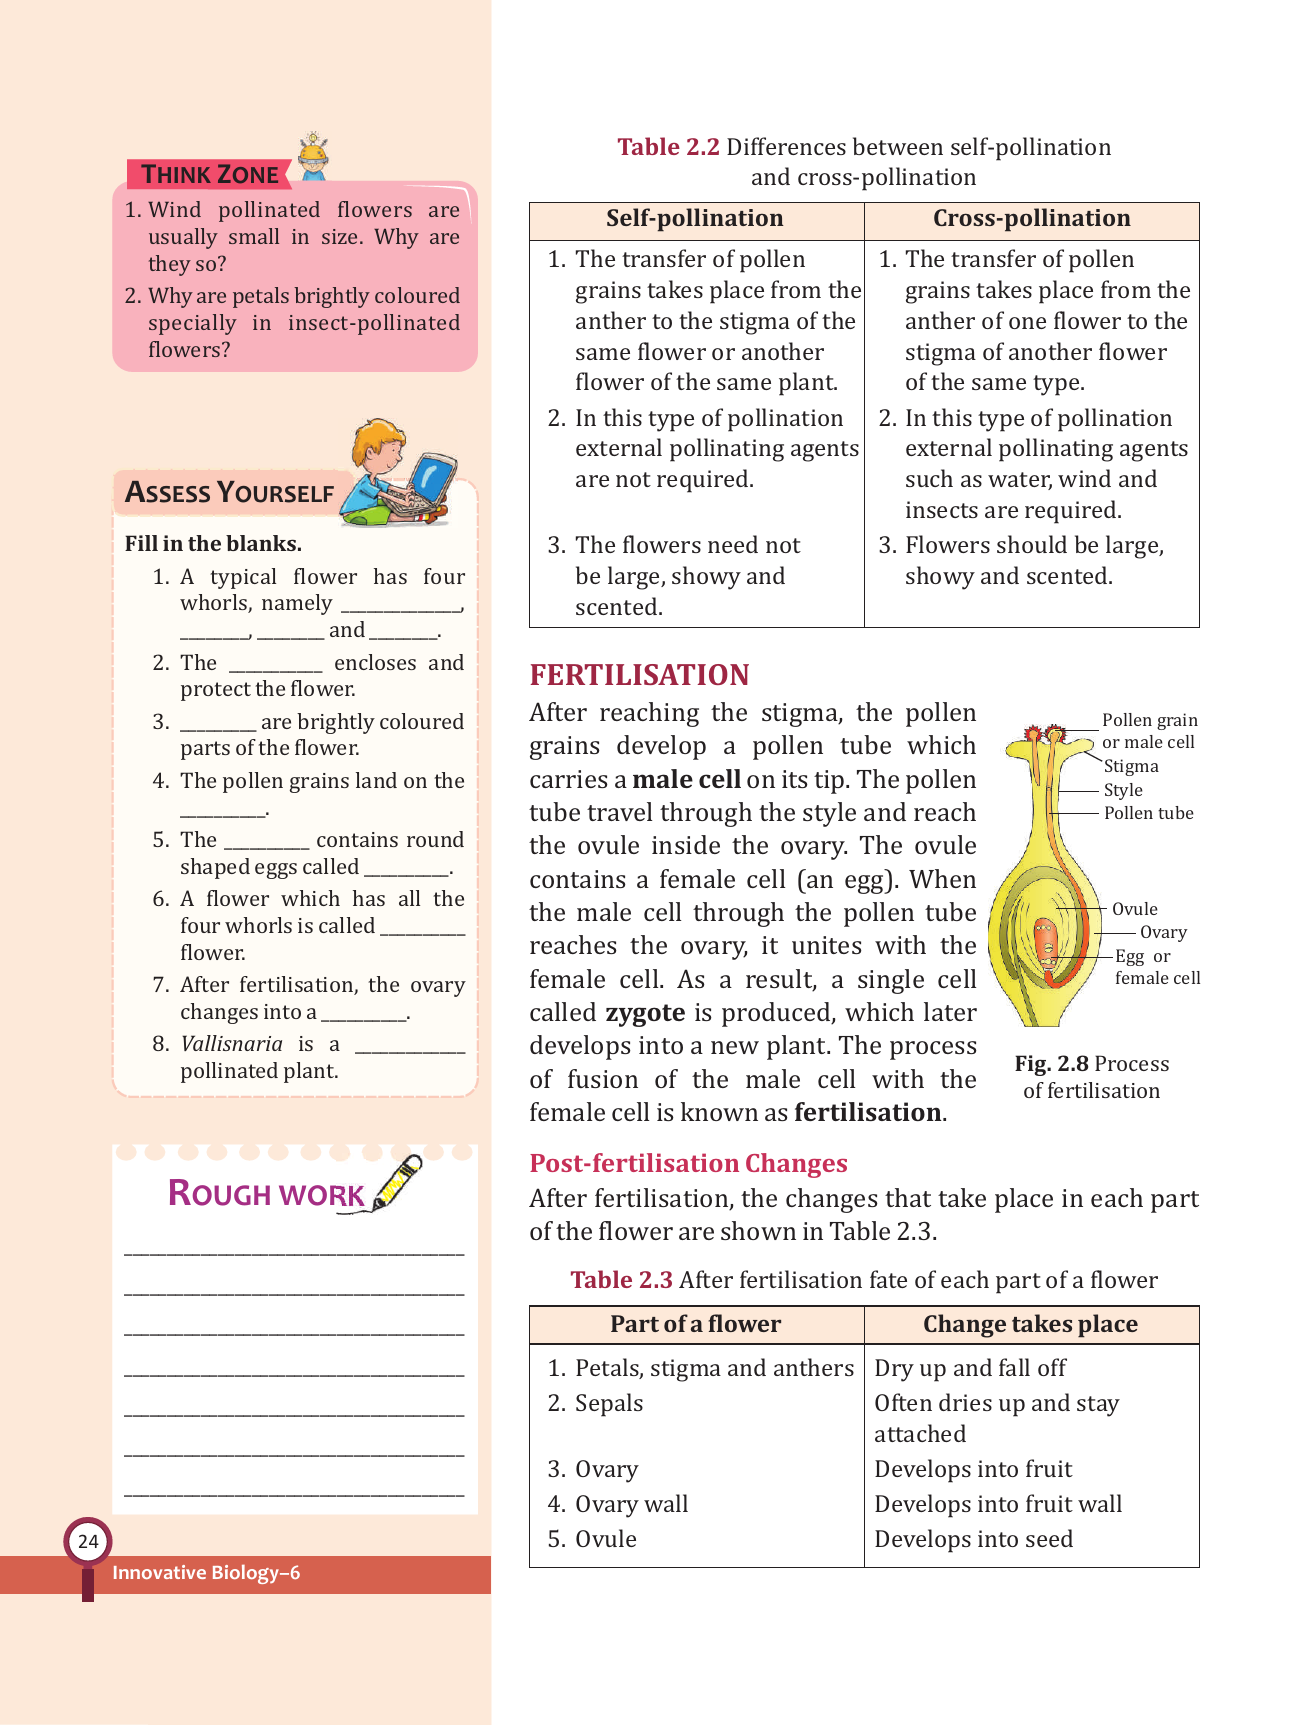 THINK ZONE
1. Wind pollinated flowers are
usually small in size. Why are
they so?
2. Why are petals brightly coloured
specially in insect-pollinated
flowers?
ASSESS YOURSELF
Fill in the blanks.
1. A typical flower has four
whorls, namely ______________,
________, ________ and ________.
2. The ___________ encloses and
protect the flower.
3. _________ are brightly coloured
parts of the flower.
4. The pollen grains land on the
__________.
5. The __________ contains round
shaped eggs called __________.
6. A flower which has all the
four whorls is called __________
flower.
7. After fertilisation, the ovary
changes into a __________.
8. Vallisnaria is a _____________
pollinated plant.
ROUGH WORK
24
Innovative Biology–6
Table 2.2 Differences between self-pollination
and cross-pollination
Self-pollination
1. The transfer of pollen
grains takes place from the
anther to the stigma of the
same flower or another
flower of the same plant.
2. In this type of pollination
external pollinating agents
are not required.
3. The flowers need not
be large, showy and
scented.
Cross-pollination
1. The transfer of pollen
grains takes place from the
anther of one flower to the
stigma of another flower
of the same type.
2. In this type of pollination
external pollinating agents
such as water, wind and
insects are required.
3. Flowers should be large,
showy and scented.
FERTILISATION
After reaching the stigma, the pollen
grains develop a pollen tube which
carries a male cell on its tip. The pollen
tube travel through the style and reach
the ovule inside the ovary. The ovule
contains a female cell (an egg). When
the male cell through the pollen tube
reaches the ovary, it unites with the
female cell. As a result, a single cell
called zygote is produced, which later
develops into a new plant. The process
of fusion of the male cell with the
female cell is known as fertilisation.
Pollen grain
or male cell
Stigma
Style
Pollen tube
Ovule
Ovary
Egg or
female cell
Fig. 2.8 Process
of fertilisation
Post-fertilisation Changes
After fertilisation, the changes that take place in each part
of the flower are shown in Table 2.3.
Table 2.3 After fertilisation fate of each part of a flower
Part of a flower Change takes place
1. Petals, stigma and anthers Dry up and fall off
2. Sepals Often dries up and stay
attached
3. Ovary Develops into fruit
4. Ovary wall Develops into fruit wall
5. Ovule Develops into seed